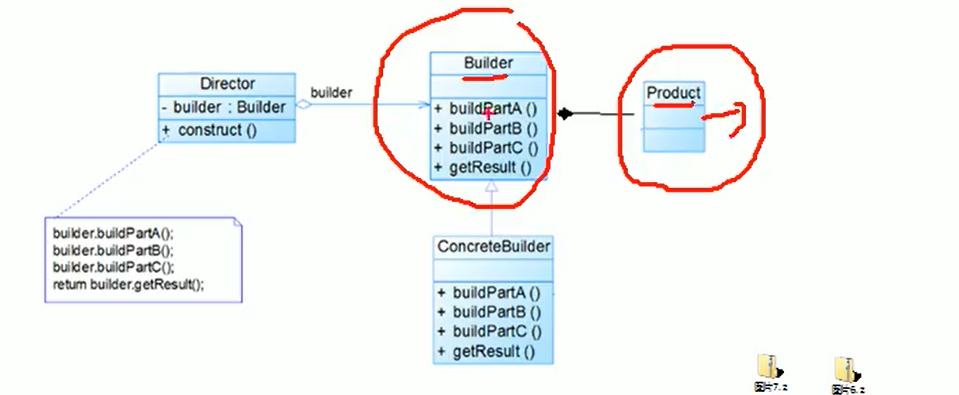 Director
- builder : Builder
+ construct ()
builder
Builder
+ buildPartA ()
+ buildPartB ()
+ buildPartC ()
+ getResult ()
Product
builder.buildPartA();
builder.buildPartB();
builder.buildPartC();
return builder.getResult();
ConcreteBuilder
+ buildPartA ()
+ buildPartB ()
+ buildPartC ()
+ getResult ()
图片7.z
图片6.z